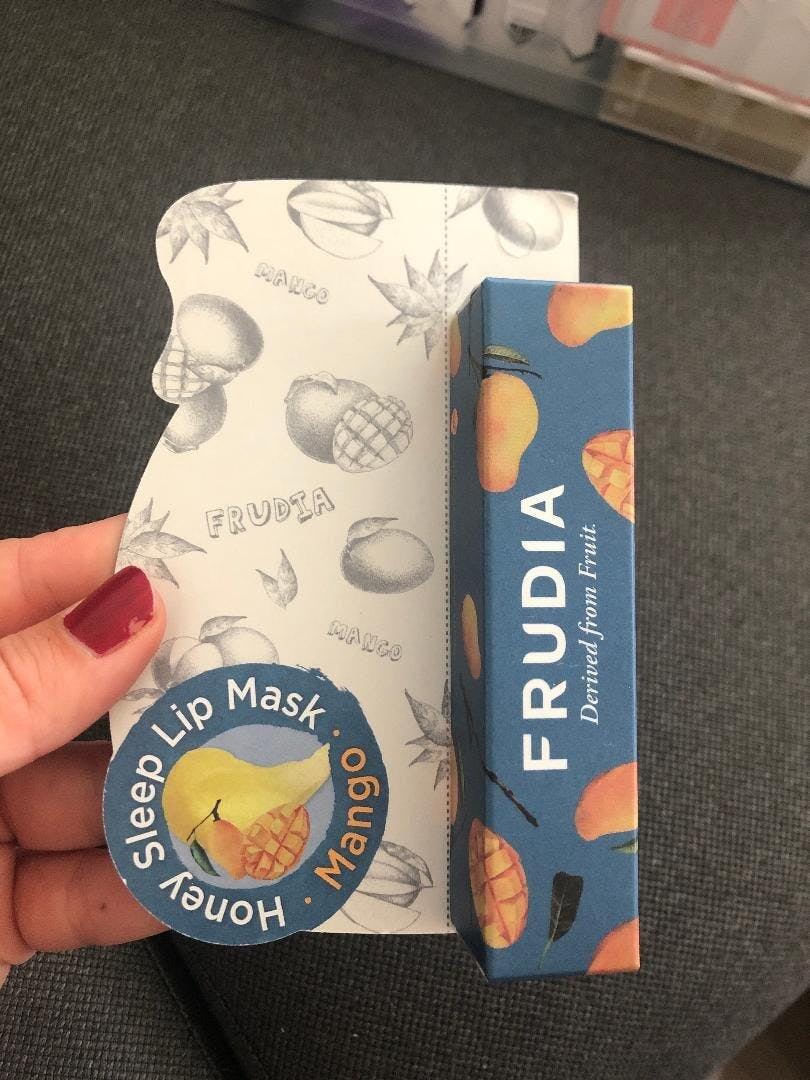 MANGO
FRUDIA
MANGO
Honey Sleep Lip Mask · Mango ·
FRUDIA
Derived from Fruit.